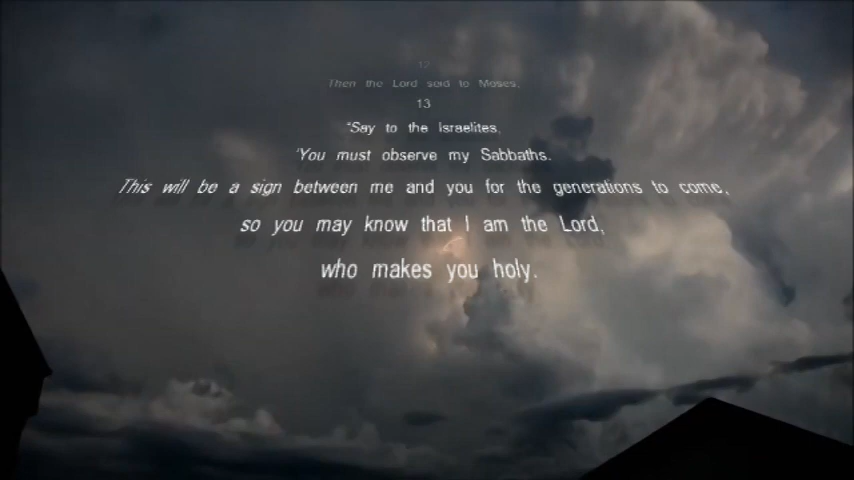 12
Then the Lord said to Moses,
13
"Say to the Israelites,
'You must observe my Sabbaths.
This will be a sign between me and you for the generations to come,
so you may know that I am the Lord,
who makes you holy.